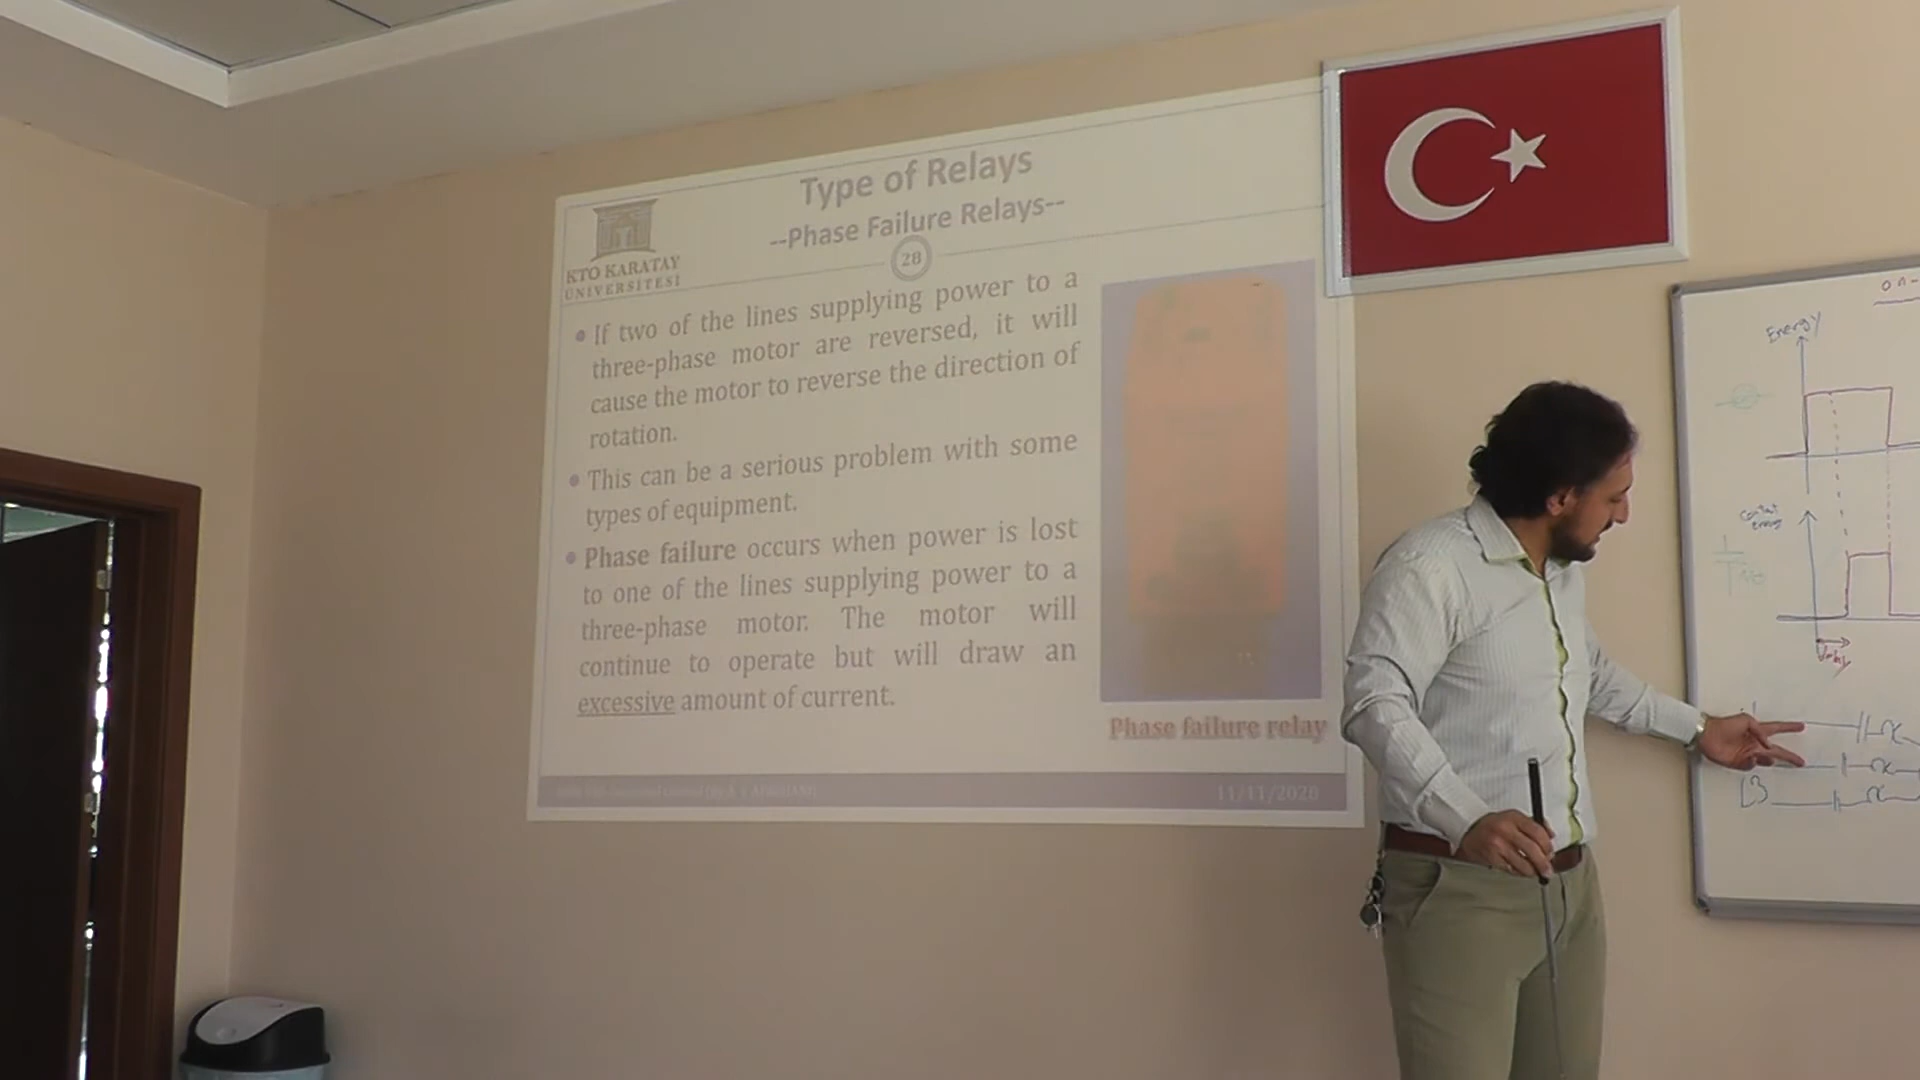 Type of Relays
--Phase Failure Relays--
28
KTO KARATAY
ÜNİVERSİTESİ
• If two of the lines supplying power to a
three-phase motor are reversed, it will
cause the motor to reverse the direction of
rotation.
• This can be a serious problem with some
types of equipment.
• Phase failure occurs when power is lost
to one of the lines supplying power to a
three-phase motor. The motor will
continue to operate but will draw an
excessive amount of current.
Phase failure relay
11/11/2020
on-
Energy